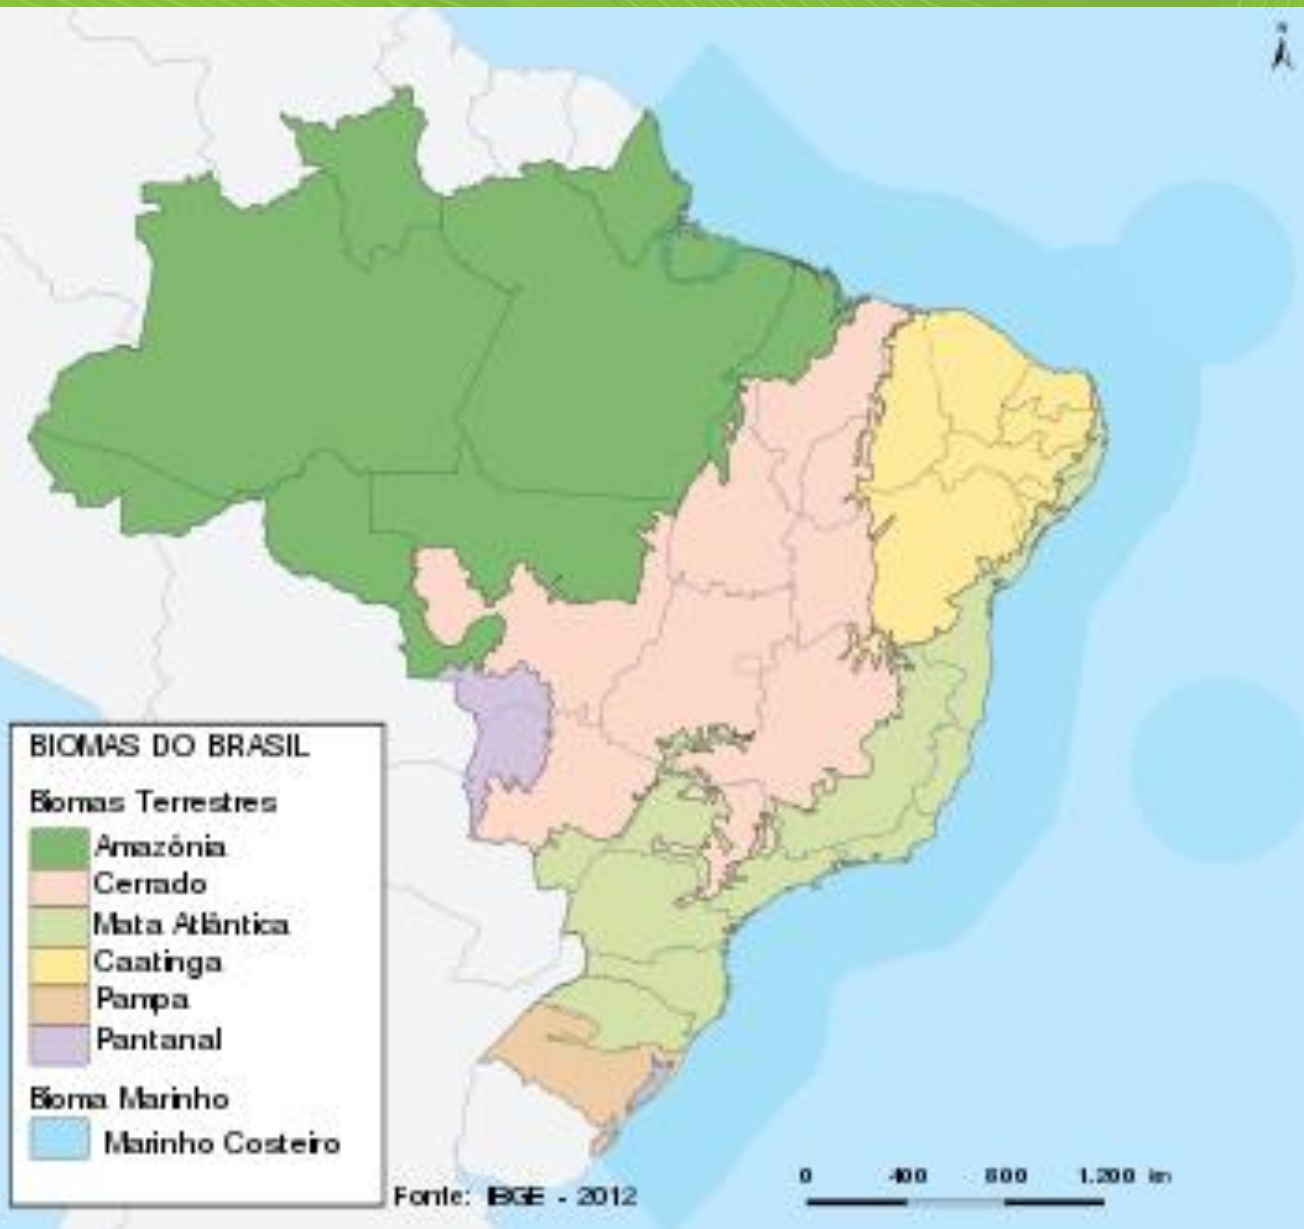 N
BIOMAS DO BRASIL
Biomas Terrestres
Amazônia
Cerrado
Mata Atlântica
Caatinga
Pampa
Pantanal
Bioma Marinho
Marinho Costeiro
Fonte: IBGE - 2012
0 400 800 1.200 km